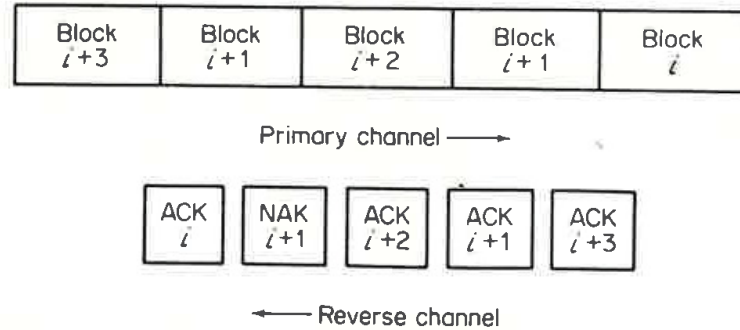 Block Block Block Block Block
i+3 i+1 i+2 i+1 i
Primary channel
ACK NAK ACK ACK ACK
i i+1 i+2 i+1 i+3
Reverse channel